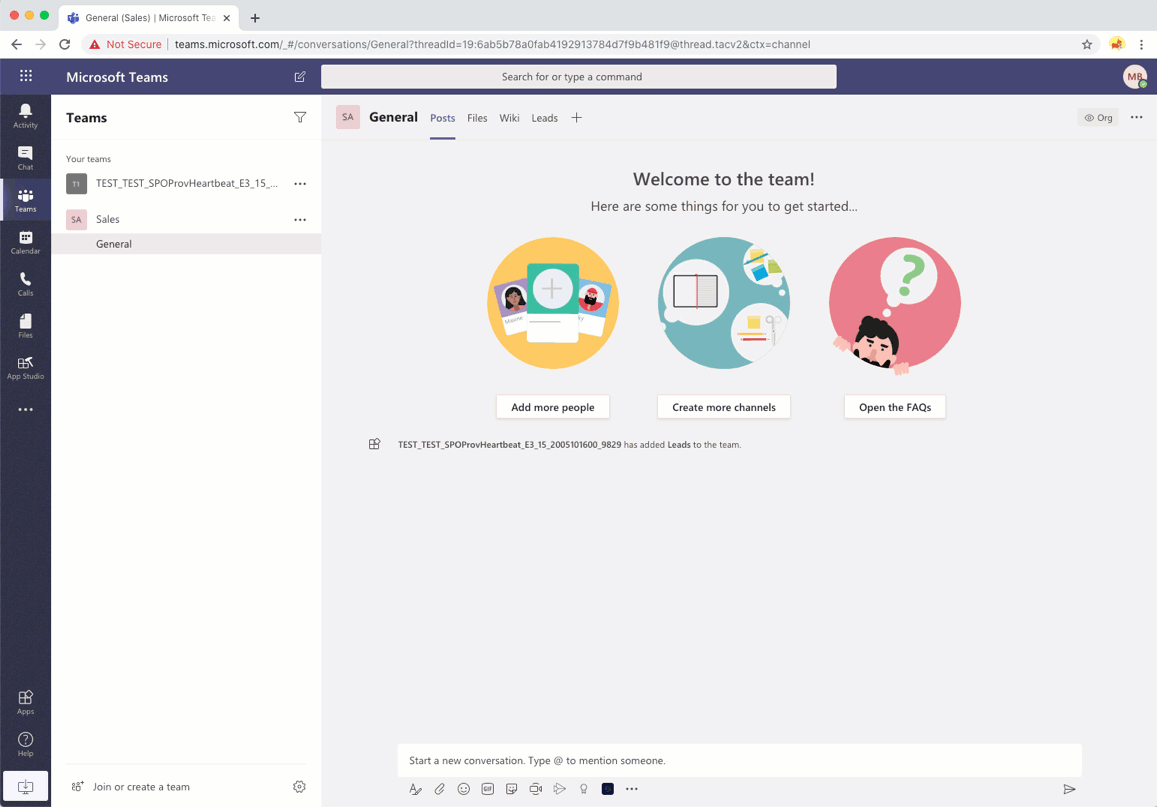 General (Sales) | Microsoft Tea
Not Secure
teams.microsoft.com/_#/conversations/General?threadId=19:6ab5b78a0fab4192913784d7f9b481f9@thread.tacv2&ctx=channel
Microsoft Teams
Search for or type a command
MB
Activity
Chat
Teams
Calendar
Calls
Files
App Studio
Apps
Help
Teams
Your teams
T1 TEST_TEST_SPOProvHeartbeat_E3_15_...
SA Sales
General
Join or create a team
SA General Posts Files Wiki Leads
Org
Welcome to the team!
Here are some things for you to get started...
Maxine
?
Add more people
Create more channels
Open the FAQs
TEST_TEST_SPOProvHeartbeat_E3_15_2005101600_9829 has added Leads to the team.
Start a new conversation. Type @ to mention someone.
GIF